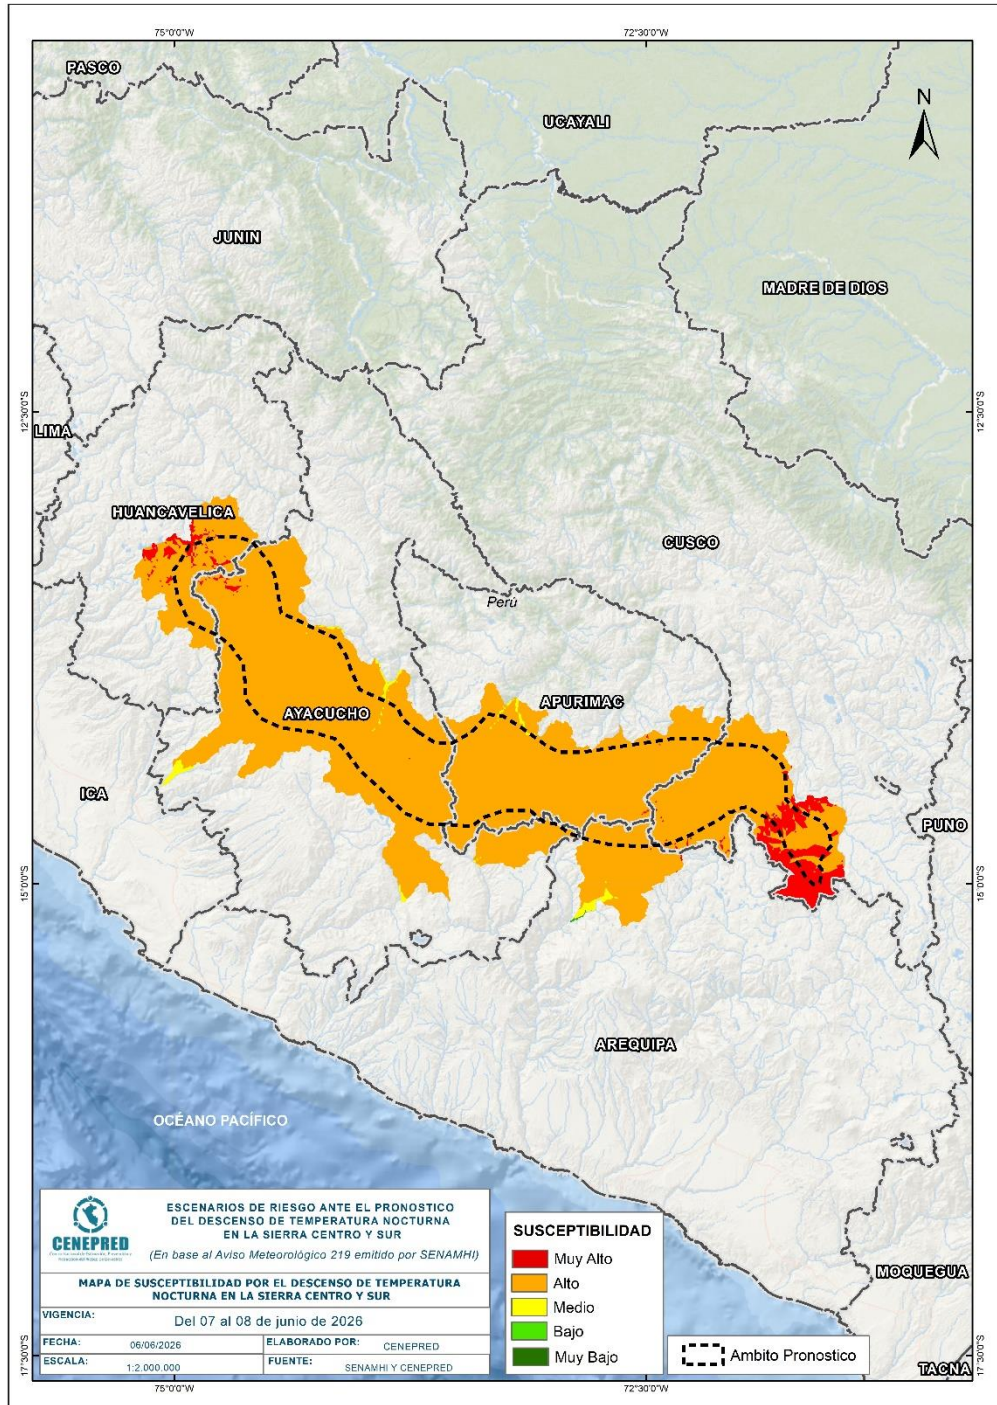 75°0'0"W
72°30'0"W
PASCO
N
UCAYALI
JUNIN
MADRE DE DIOS
12°30'0"S
12°30'0"S
LIMA
HUANCAVELICA
CUSCO
Perú
APURIMAC
AYACUCHO
ICA
PUNO
15°0'0"S
15°0'0"S
AREQUIPA
OCÉANO PACÍFICO
MOQUEGUA
TACNA
17°30'0"S
17°30'0"S
CENEPRED
ESCENARIOS DE RIESGO ANTE EL PRONOSTICO
DEL DESCENSO DE TEMPERATURA NOCTURNA
EN LA SIERRA CENTRO Y SUR
(En base al Aviso Meteorológico 219 emitido por SENAMHI)
MAPA DE SUSCEPTIBILIDAD POR EL DESCENSO DE TEMPERATURA
NOCTURNA EN LA SIERRA CENTRO Y SUR
VIGENCIA: Del 07 al 08 de junio de 2026
FECHA: 06/06/2026 ELABORADO POR: CENEPRED
ESCALA: 1:2.000.000 FUENTE: SENAMHI Y CENEPRED
SUSCEPTIBILIDAD
Muy Alto
Alto
Medio
Bajo
Muy Bajo
Ambito Pronostico
75°0'0"W
72°30'0"W